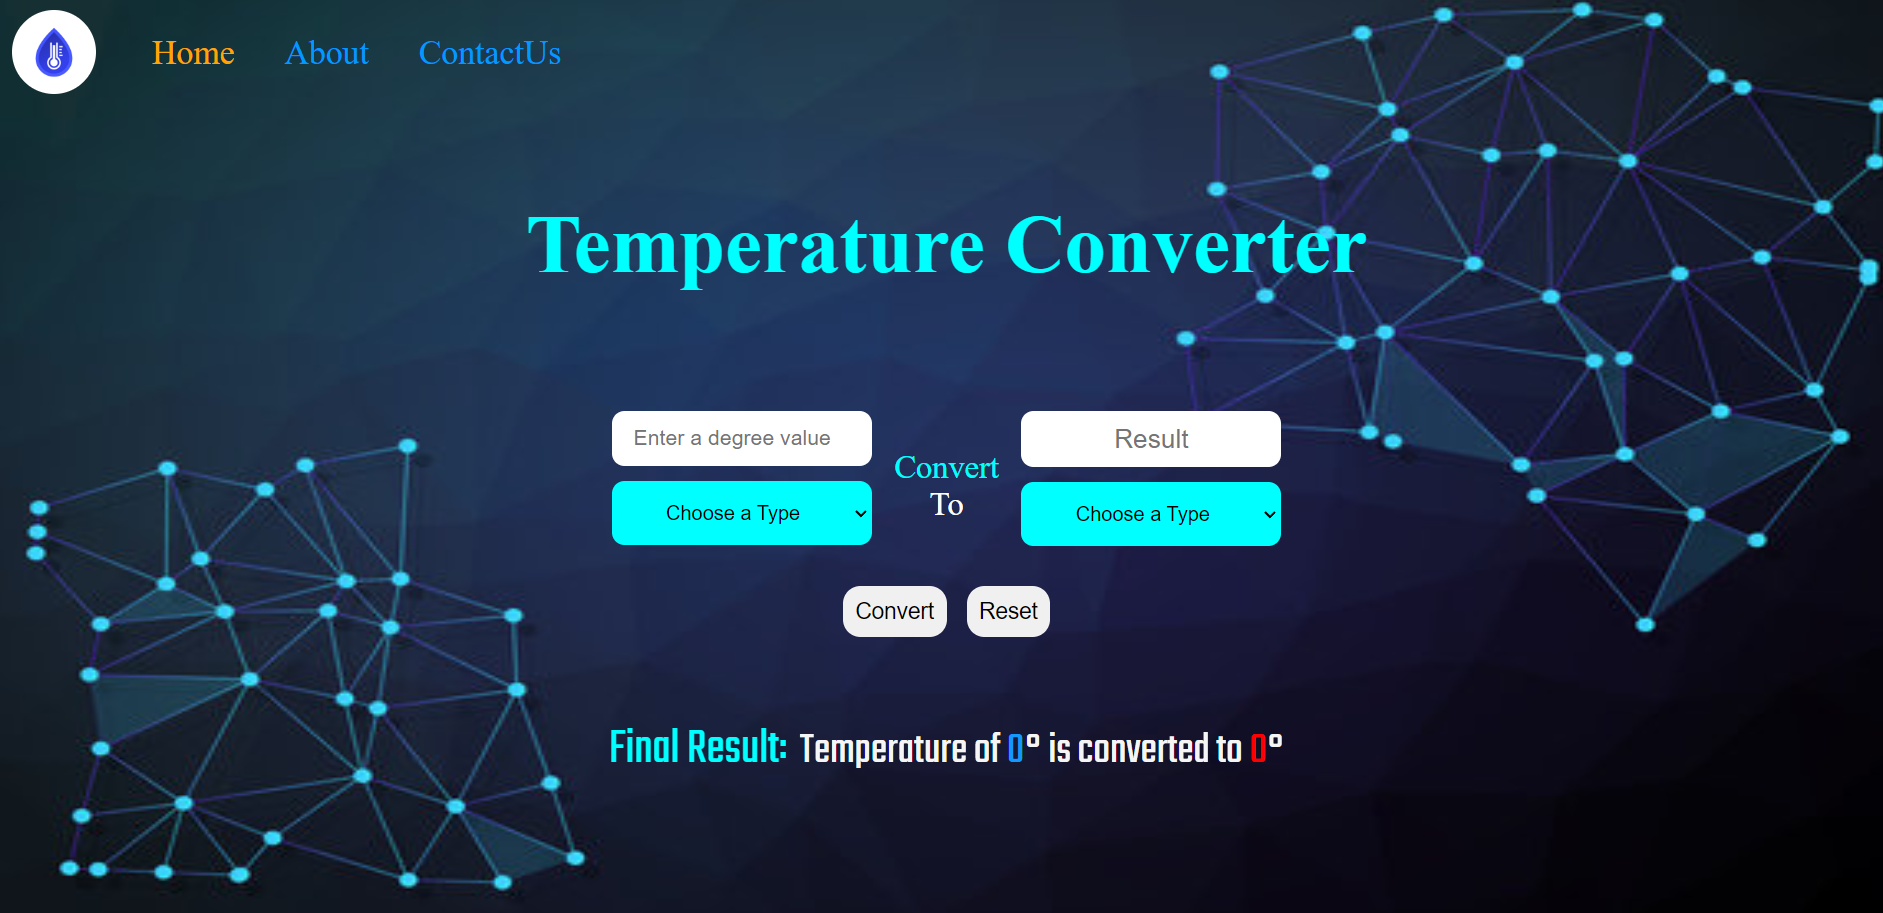 Home About ContactUs
Temperature Converter
Enter a degree value
Choose a Type
Convert
To
Result
Choose a Type
Convert Reset
Final Result: Temperature of 0° is converted to 0°